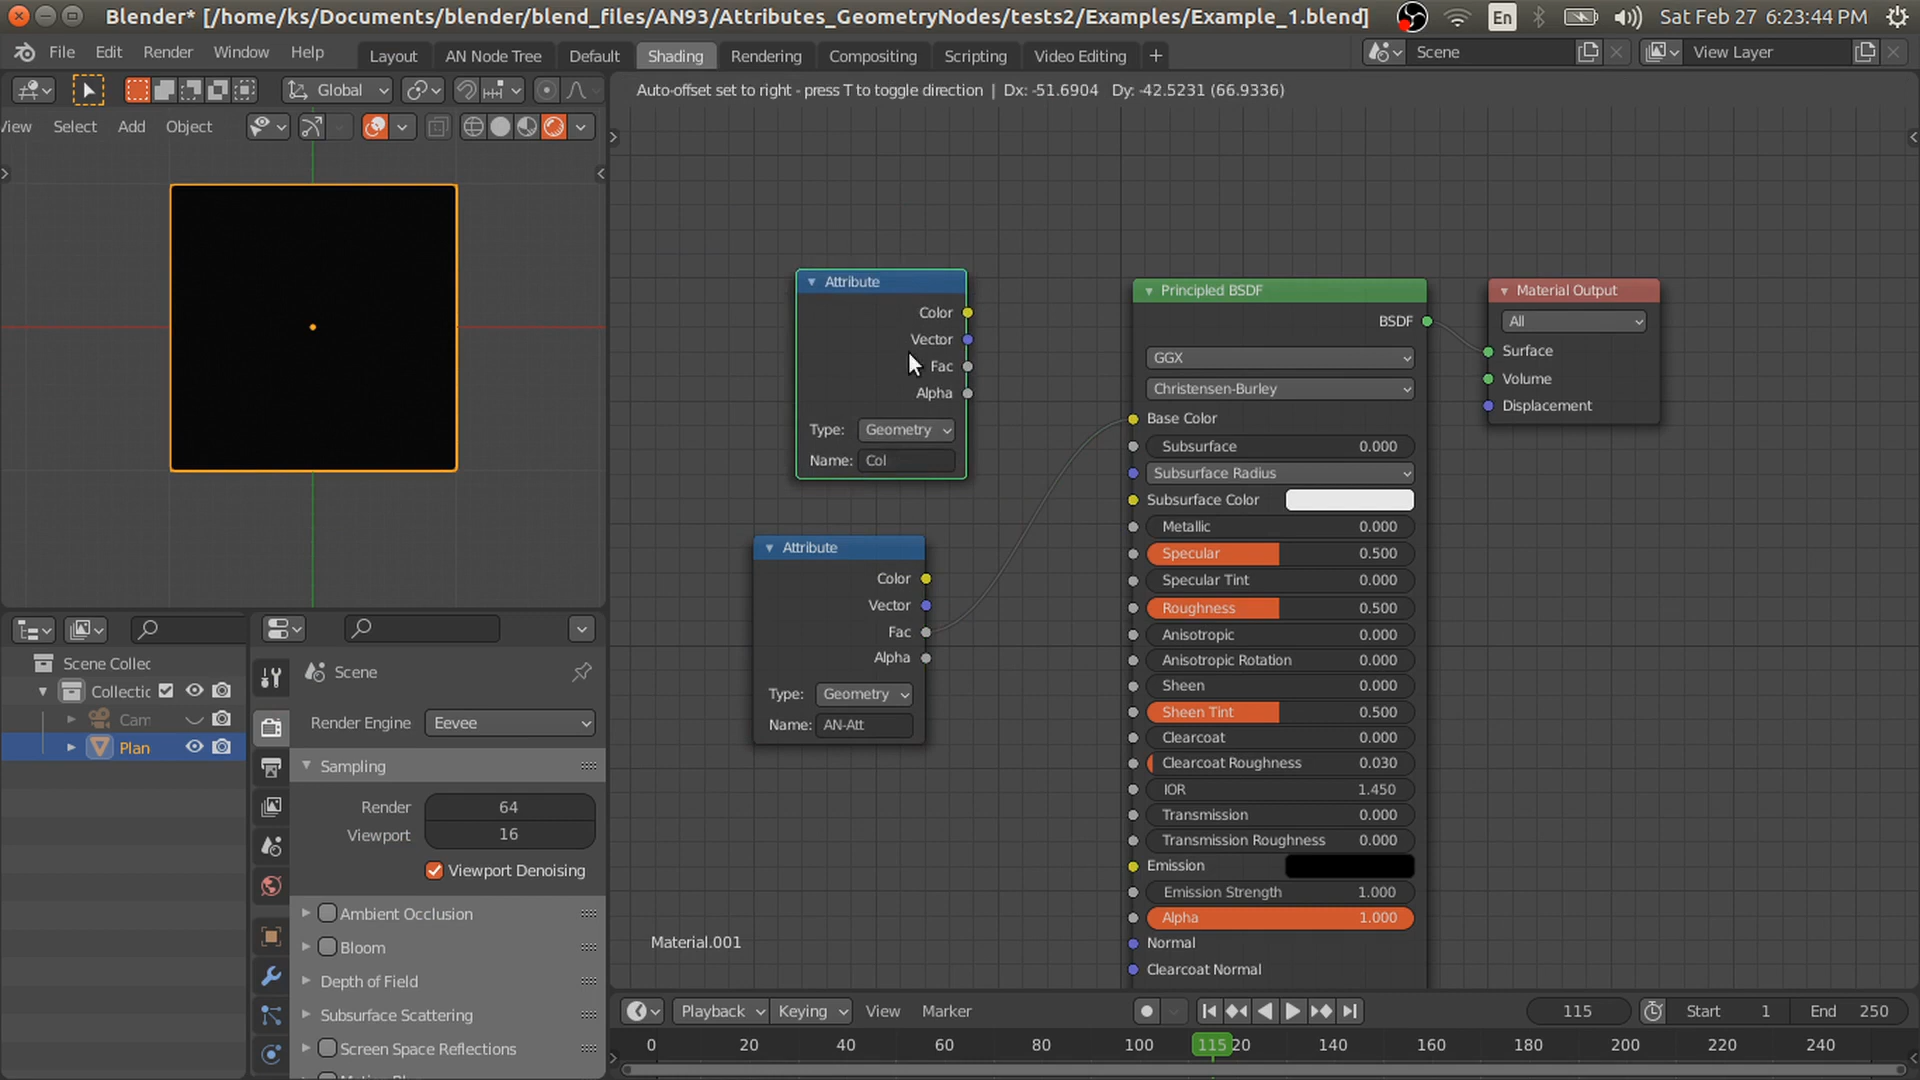 Blender* [/home/ks/Documents/blender/blend_files/AN93/Attributes_GeometryNodes/tests2/Examples/Example_1.blend]
En
Sat Feb 27 6:23:44 PM
File Edit Render Window Help
Layout AN Node Tree Default Shading Rendering Compositing Scripting Video Editing +
Scene
View Layer
Global
Auto-offset set to right - press T to toggle direction | Dx: -51.6904 Dy: -42.5231 (66.9336)
iew Select Add Object
Attribute
Color
Vector
Fac
Alpha
Type: Geometry
Name: Col
Attribute
Color
Vector
Fac
Alpha
Type: Geometry
Name: AN-Att
Principled BSDF
BSDF
GGX
Christensen-Burley
Base Color
Subsurface 0.000
Subsurface Radius
Subsurface Color
Metallic 0.000
Specular 0.500
Specular Tint 0.000
Roughness 0.500
Anisotropic 0.000
Anisotropic Rotation 0.000
Sheen 0.000
Sheen Tint 0.500
Clearcoat 0.000
Clearcoat Roughness 0.030
IOR 1.450
Transmission 0.000
Transmission Roughness 0.000
Emission
Emission Strength 1.000
Alpha 1.000
Normal
Clearcoat Normal
Material Output
All
Surface
Volume
Displacement
Material.001
Scene Collec
Collectic
Cam
Plan
Scene
Render Engine Eevee
Sampling
Render 64
Viewport 16
Viewport Denoising
Ambient Occlusion
Bloom
Depth of Field
Subsurface Scattering
Screen Space Reflections
Playback Keying View Marker
115
Start 1
End 250
0 20 40 60 80 100 115 20 140 160 180 200 220 240